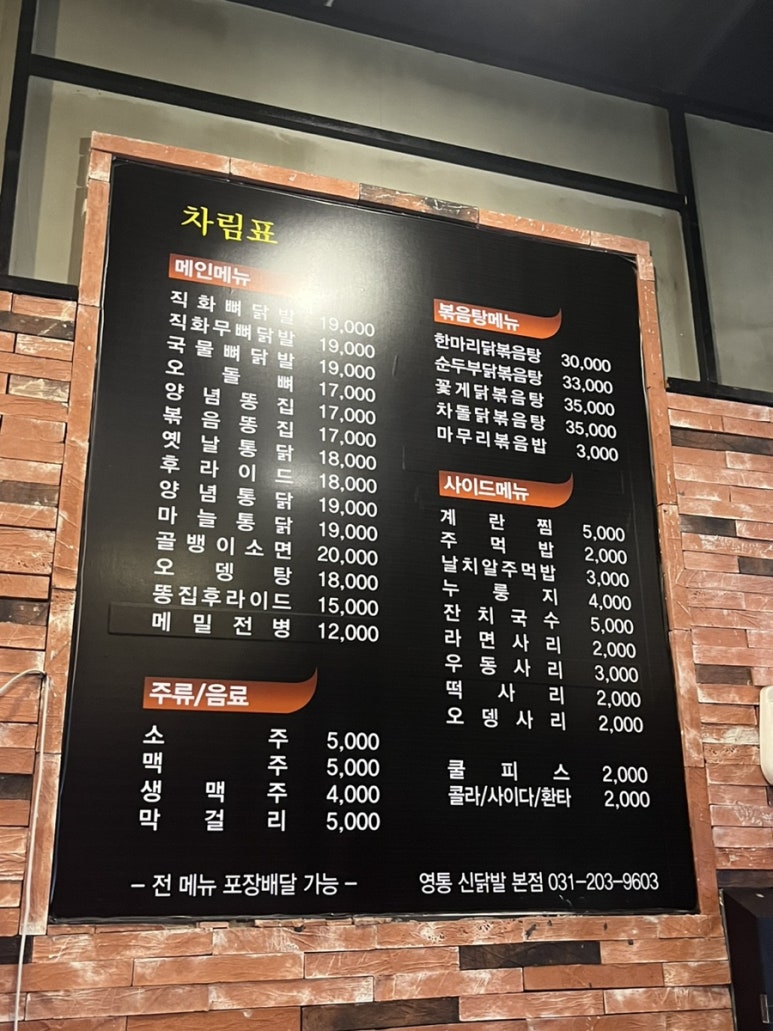 차림표
메인메뉴
직화뼈닭발 19,000
직화무뼈닭발 19,000
국물뼈닭발 19,000
오돌뼈 17,000
양념똥집 17,000
볶음똥집 17,000
옛날통닭 18,000
후라이드 18,000
양념통닭 19,000
마늘통닭 19,000
골뱅이소면 20,000
오뎅탕 18,000
똥집후라이드 15,000
메밀전병 12,000
주류/음료
소주 5,000
맥주 5,000
생맥주 4,000
막걸리 5,000
볶음탕메뉴
한마리닭볶음탕 30,000
순두부닭볶음탕 33,000
꽃게닭볶음탕 35,000
차돌닭볶음탕 35,000
마무리볶음밥 3,000
사이드메뉴
계란찜 5,000
주먹밥 2,000
날치알주먹밥 3,000
누룽지 4,000
잔치국수 5,000
라면사리 2,000
우동사리 3,000
떡사리 2,000
오뎅사리 2,000
쿨피스 2,000
콜라/사이다/환타 2,000
– 전 메뉴 포장배달 가능 –
영통 신닭발 본점 031-203-9603